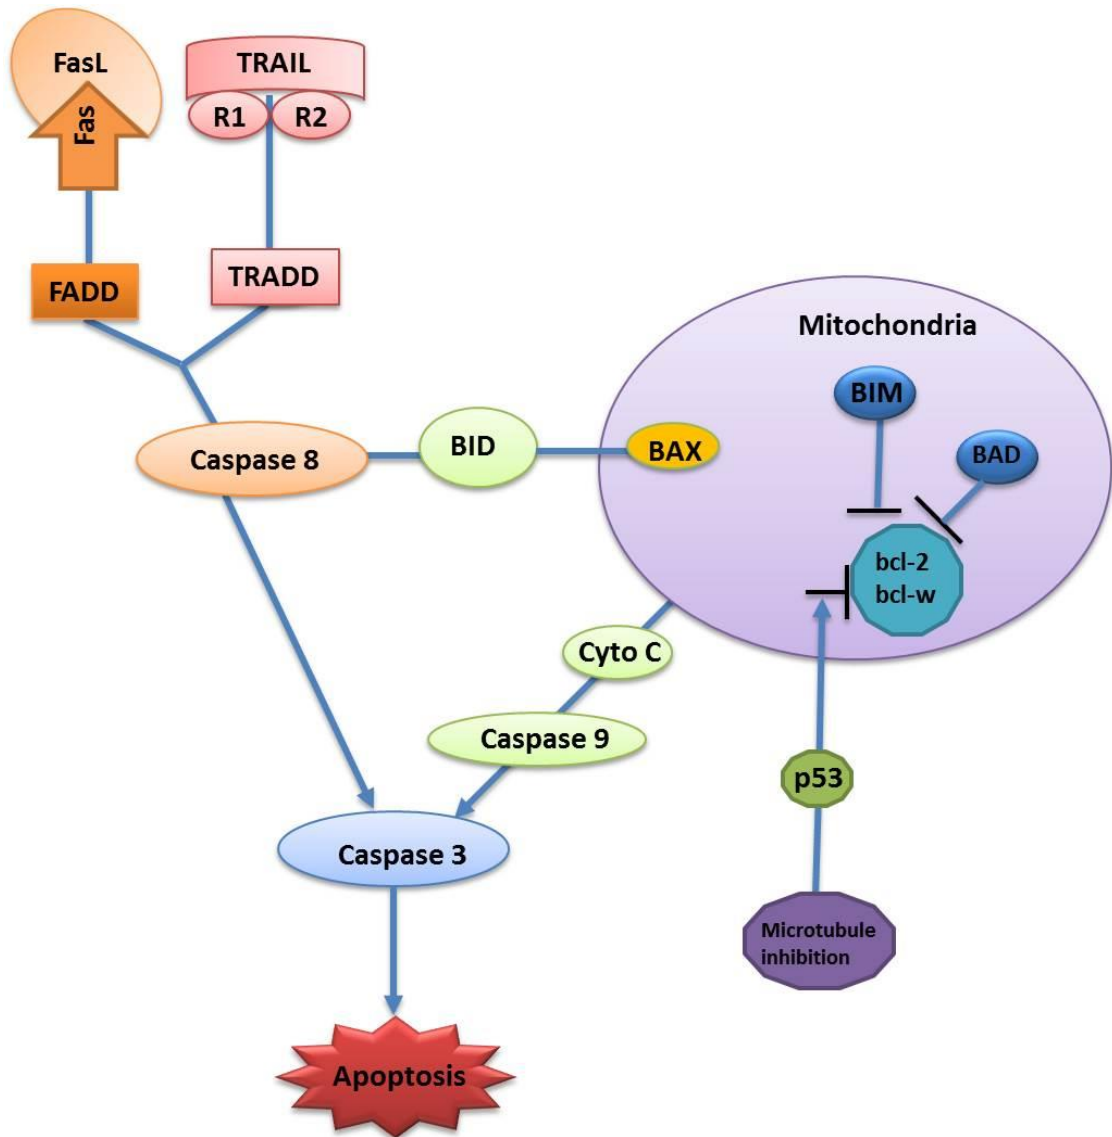 FasL
Fas
TRAIL
R1
R2
FADD
TRADD
Mitochondria
BIM
BAD
Caspase 8
BID
BAX
bcl-2
bcl-w
Cyto C
Caspase 9
p53
Caspase 3
Microtubule
inhibition
Apoptosis